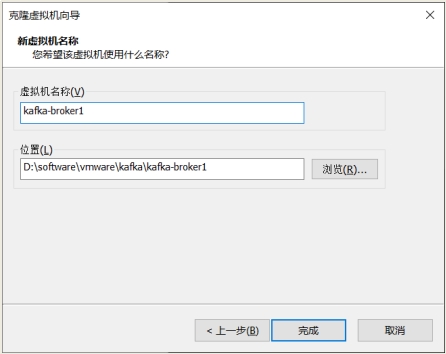 克隆虚拟机向导
新虚拟机名称
您希望该虚拟机使用什么名称?
虚拟机名称(V)
kafka-broker1
位置(L)
D:\software\vmware\kafka\kafka-broker1
浏览(R)...
< 上一步(B)
完成
取消